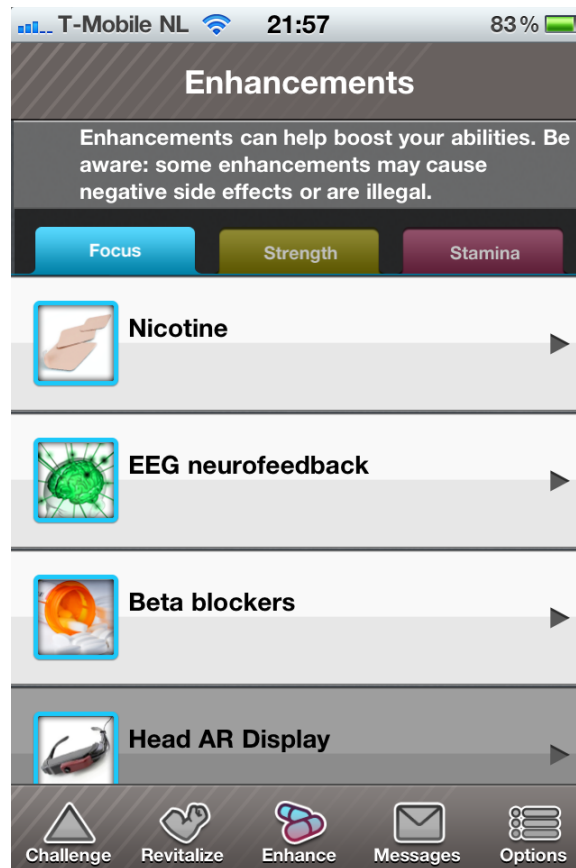 T-Mobile NL 21:57 83 %
Enhancements
Enhancements can help boost your abilities. Be
aware: some enhancements may cause
negative side effects or are illegal.
Focus Strength Stamina
Nicotine
EEG neurofeedback
Beta blockers
Head AR Display
Challenge Revitalize Enhance Messages Options